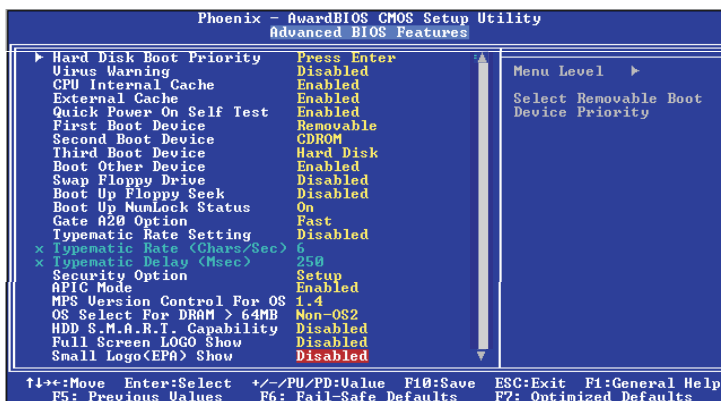 Phoenix - AwardBIOS CMOS Setup Utility
Advanced BIOS Features
Hard Disk Boot Priority Press Enter
Virus Warning Disabled
CPU Internal Cache Enabled
External Cache Enabled
Quick Power On Self Test Enabled
First Boot Device Removable
Second Boot Device CDROM
Third Boot Device Hard Disk
Boot Other Device Enabled
Swap Floppy Drive Disabled
Boot Up Floppy Seek Disabled
Boot Up NumLock Status On
Gate A20 Option Fast
Typematic Rate Setting Disabled
x Typematic Rate (Chars/Sec) 6
x Typematic Delay (Msec) 250
Security Option Setup
APIC Mode Enabled
MPS Version Control For OS 1.4
OS Select For DRAM > 64MB Non-OS2
HDD S.M.A.R.T. Capability Disabled
Full Screen LOGO Show Disabled
Small Logo(EPA) Show Disabled
Menu Level
Select Removable Boot
Device Priority
↑↓→←:Move Enter:Select +/-/PU/PD:Value F10:Save ESC:Exit F1:General Help
F5: Previous Values F6: Fail-Safe Defaults F7: Optimized Defaults